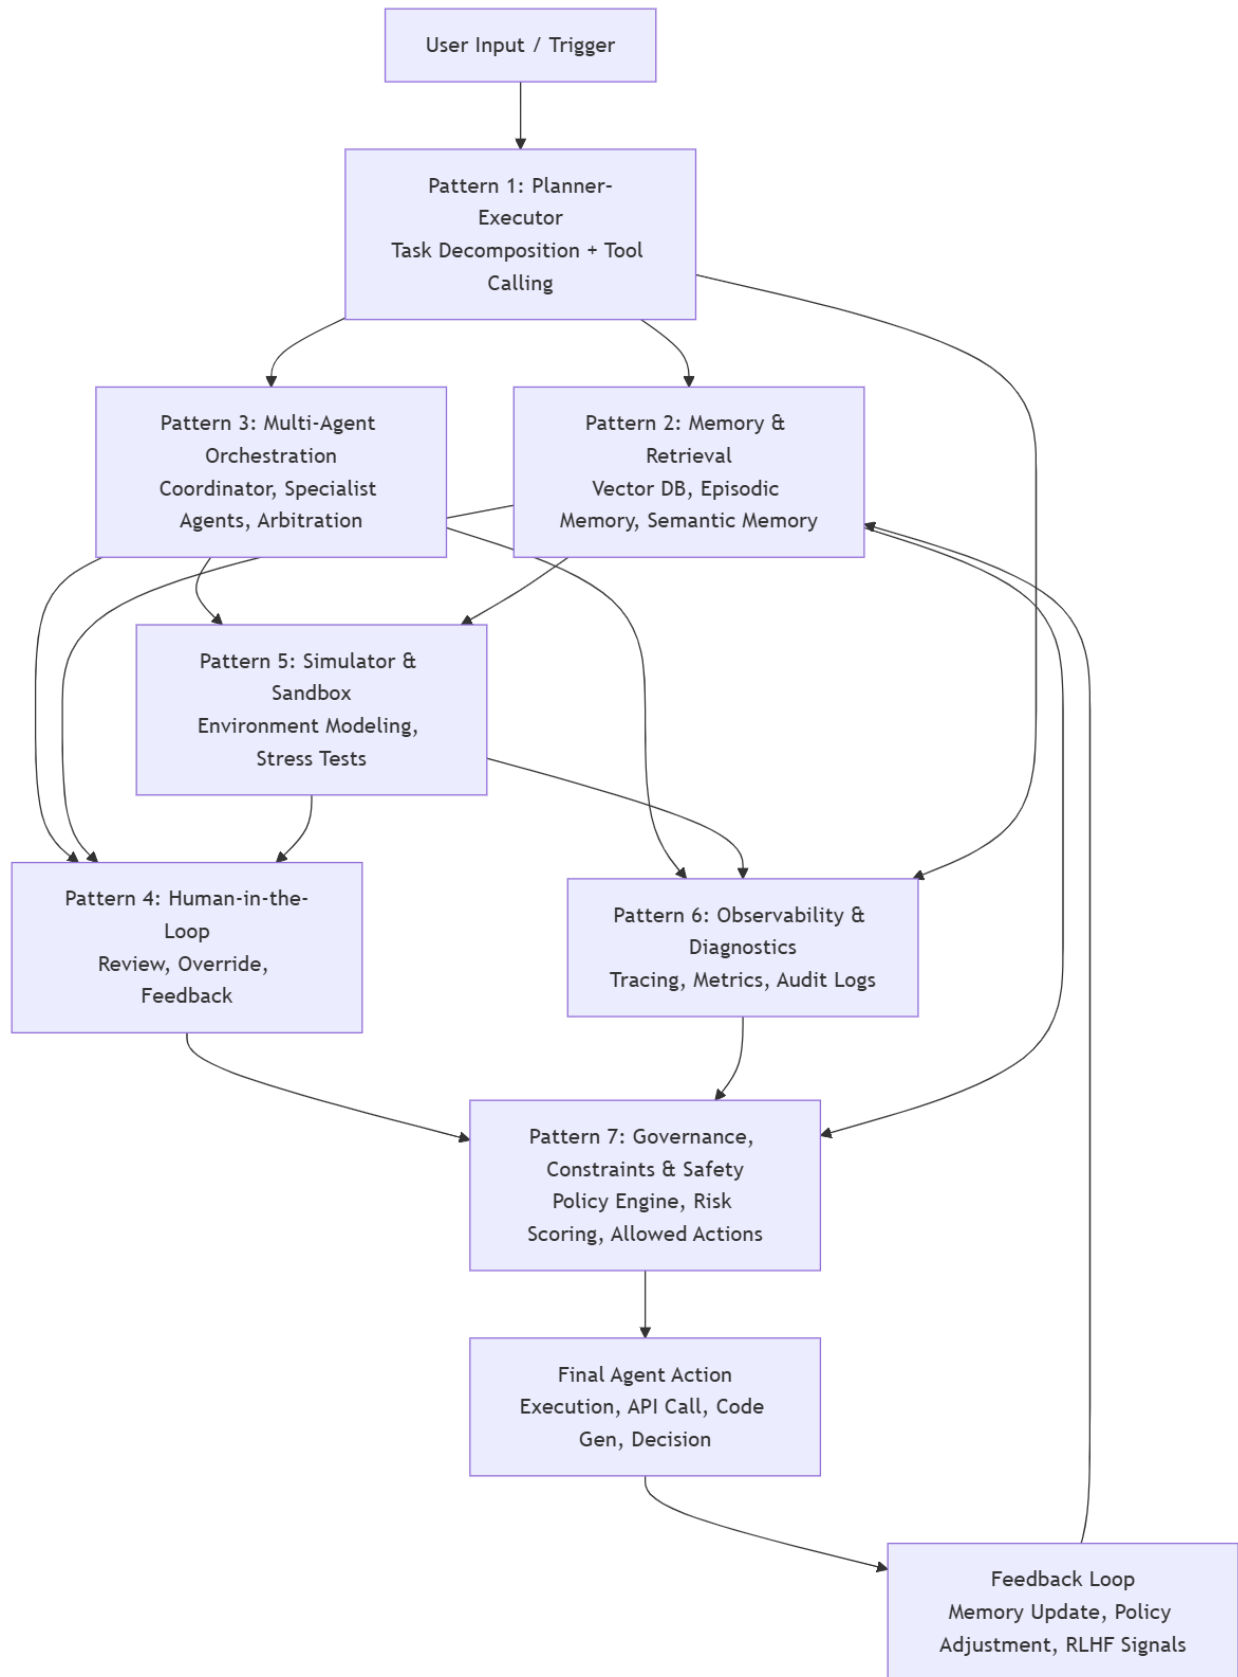 User Input / Trigger
Pattern 1: Planner-
Executor
Task Decomposition + Tool
Calling
Pattern 3: Multi-Agent
Orchestration
Coordinator, Specialist
Agents, Arbitration
Pattern 2: Memory &
Retrieval
Vector DB, Episodic
Memory, Semantic Memory
Pattern 5: Simulator &
Sandbox
Environment Modeling,
Stress Tests
Pattern 4: Human-in-the-
Loop
Review, Override,
Feedback
Pattern 6: Observability &
Diagnostics
Tracing, Metrics, Audit Logs
Pattern 7: Governance,
Constraints & Safety
Policy Engine, Risk
Scoring, Allowed Actions
Final Agent Action
Execution, API Call, Code
Gen, Decision
Feedback Loop
Memory Update, Policy
Adjustment, RLHF Signals